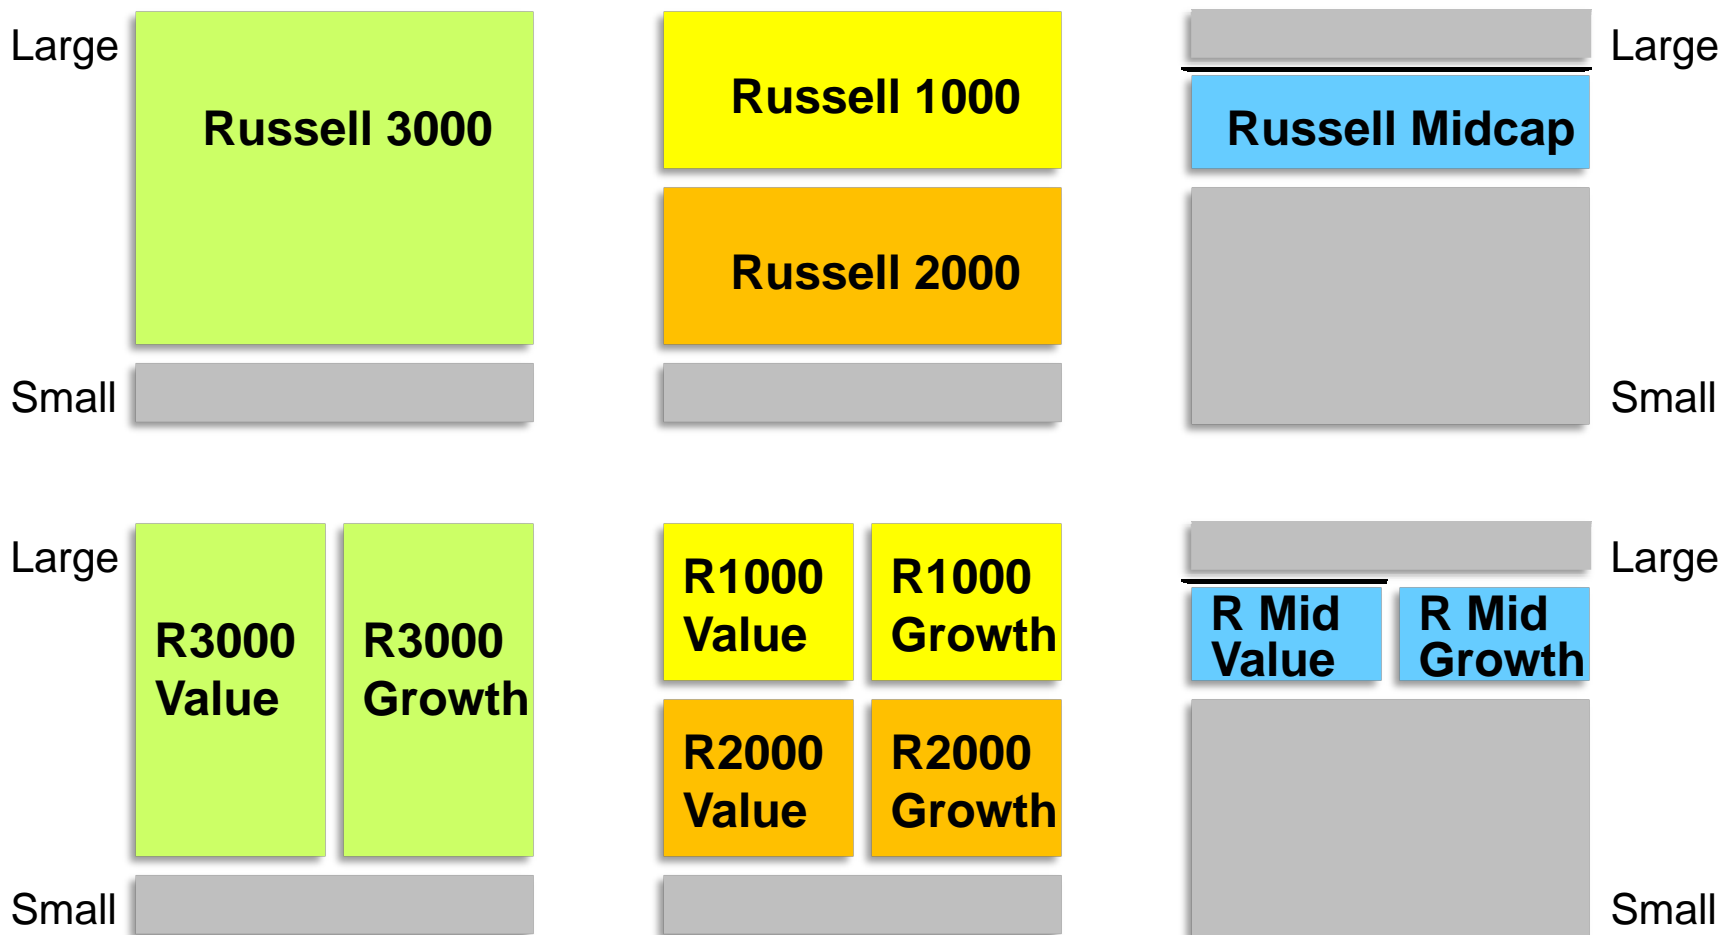 Large
Russell 3000
Small
Russell 1000
Russell 2000
Russell Midcap
Large
Small
Large
R3000
Value
R3000
Growth
Small
R1000
Value
R1000
Growth
R2000
Value
R2000
Growth
R Mid
Value
R Mid
Growth
Large
Small